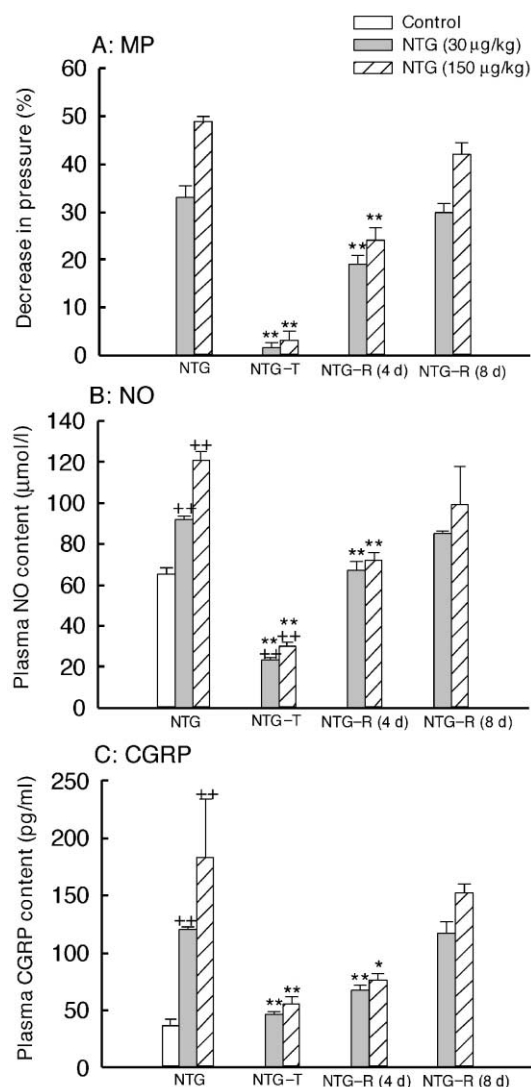 Control
NTG (30 µg/kg)
NTG (150 µg/kg)
A: MP
Decrease in pressure (%)
60
50
40
30
20
10
0
** **
** **
NTG NTG–T NTG–R (4 d) NTG–R (8 d)
B: NO
Plasma NO content (µmol/l)
140
120
100
80
60
40
20
0
++ ++
** **
++ ++
** **
NTG NTG–T NTG–R (4 d) NTG–R (8 d)
C: CGRP
Plasma CGRP content (pg/ml)
250
200
150
100
50
0
++ ++
** **
** *
NTG NTG–T NTG–R (4 d) NTG–R (8 d)